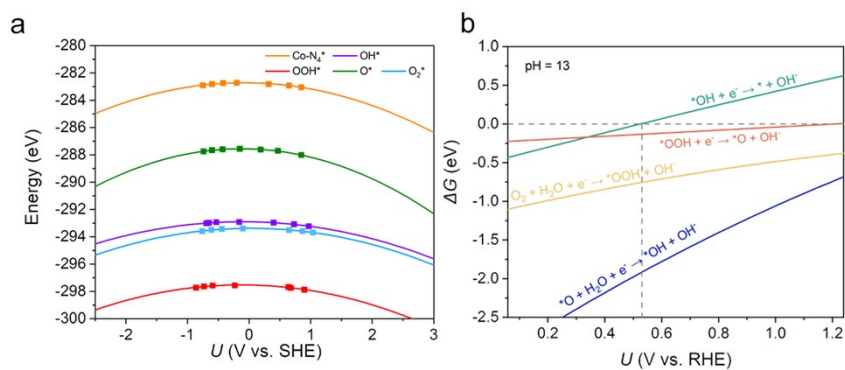 a
-280
-282
-284
-286
-288
-290
-292
-294
-296
-298
-300
Energy (eV)
Co-N₄*
OH*
OOH*
O*
O₂*
-2
-1
0
1
2
3
U (V vs. SHE)
b
1.0
0.5
0.0
-0.5
-1.0
-1.5
-2.0
-2.5
ΔG (eV)
pH = 13
*OH + e⁻ → * + OH⁻
*OOH + e⁻ → *O + OH⁻
O₂ + H₂O + e⁻ → *OOH + OH⁻
*O + H₂O + e⁻ → *OH + OH⁻
0.2
0.4
0.6
0.8
1.0
1.2
U (V vs. RHE)